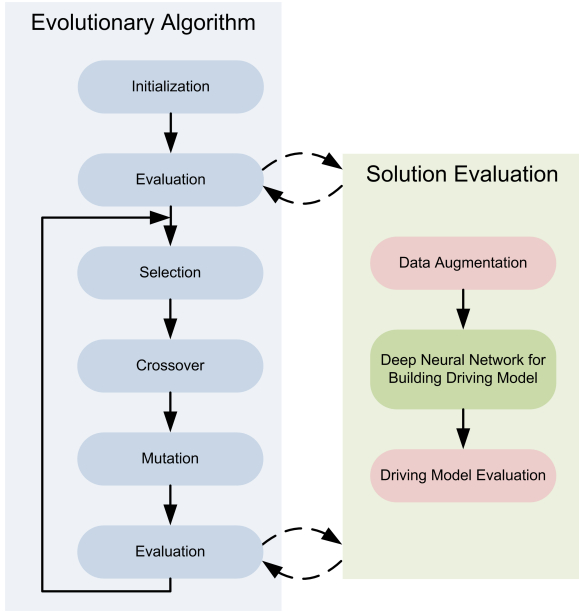 Evolutionary Algorithm
Initialization
Evaluation
Selection
Crossover
Mutation
Evaluation
Solution Evaluation
Data Augmentation
Deep Neural Network for
Building Driving Model
Driving Model Evaluation